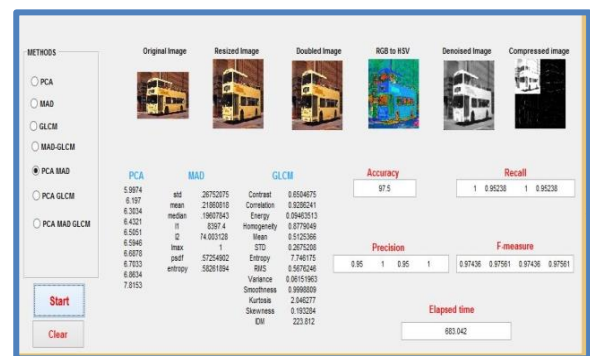 METHODS
PCA
MAD
GLCM
MAD-GLCM
PCA MAD
PCA GLCM
PCA MAD GLCM
Start
Clear
Original Image
Resized Image
Doubled Image
RGB to HSV
Denoised Image
Compressed image
PCA
5.9974
6.197
6.3034
6.4321
6.5051
6.5946
6.6878
6.7033
6.8634
7.8153
MAD
std .26752075
mean .21860818
median .19607843
l1 8397.4
l2 74.003128
lmax 1
psdf .57254902
entropy .58261894
GLCM
Contrast 0.6504675
Correlation 0.9286241
Energy 0.09463513
Homogeneity 0.8779049
Mean 0.5125366
STD 0.2675208
Entropy 7.746175
RMS 0.5676246
Variance 0.06151963
Smoothness 0.9998809
Kurtosis 2.046277
Skewness 0.193284
IDM 223.812
Accuracy
97.5
Recall
1 0.95238 1 0.95238
Precision
0.95 1 0.95 1
F-measure
0.97436 0.97561 0.97436 0.97561
Elapsed time
683.042